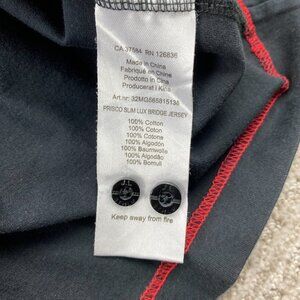 CA 37584 RN 126836
Made in China
Fabriqué en Chine
Prodotto in Cina
Producerat i Kina
Art.nr: 32MG565815138
FRISCO SLIM LUX BRIDGE JERSEY
100% Cotton
100% Coton
100% Cotone
100% Algodón
100% Baumwolle
100% Algodão
100% Bomull
Keep away from fire